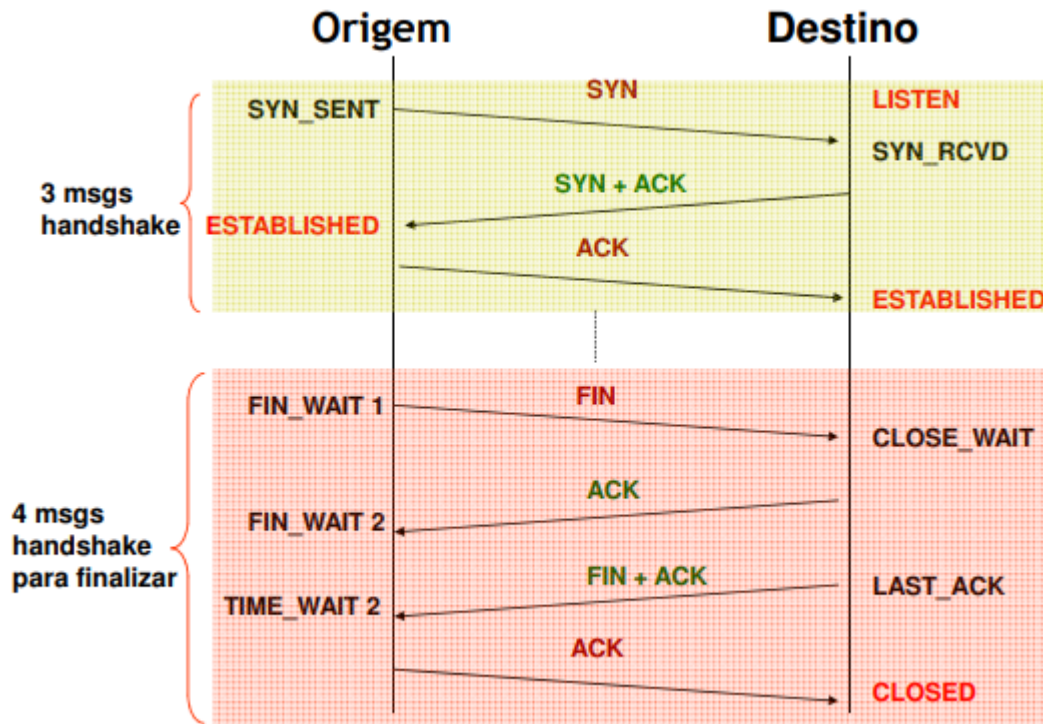 Origem
Destino
SYN
LISTEN
SYN_SENT
SYN_RCVD
3 msgs
handshake
SYN + ACK
ESTABLISHED
ACK
ESTABLISHED
FIN
FIN_WAIT 1
CLOSE_WAIT
4 msgs
handshake
para finalizar
ACK
FIN_WAIT 2
FIN + ACK
LAST_ACK
TIME_WAIT 2
ACK
CLOSED